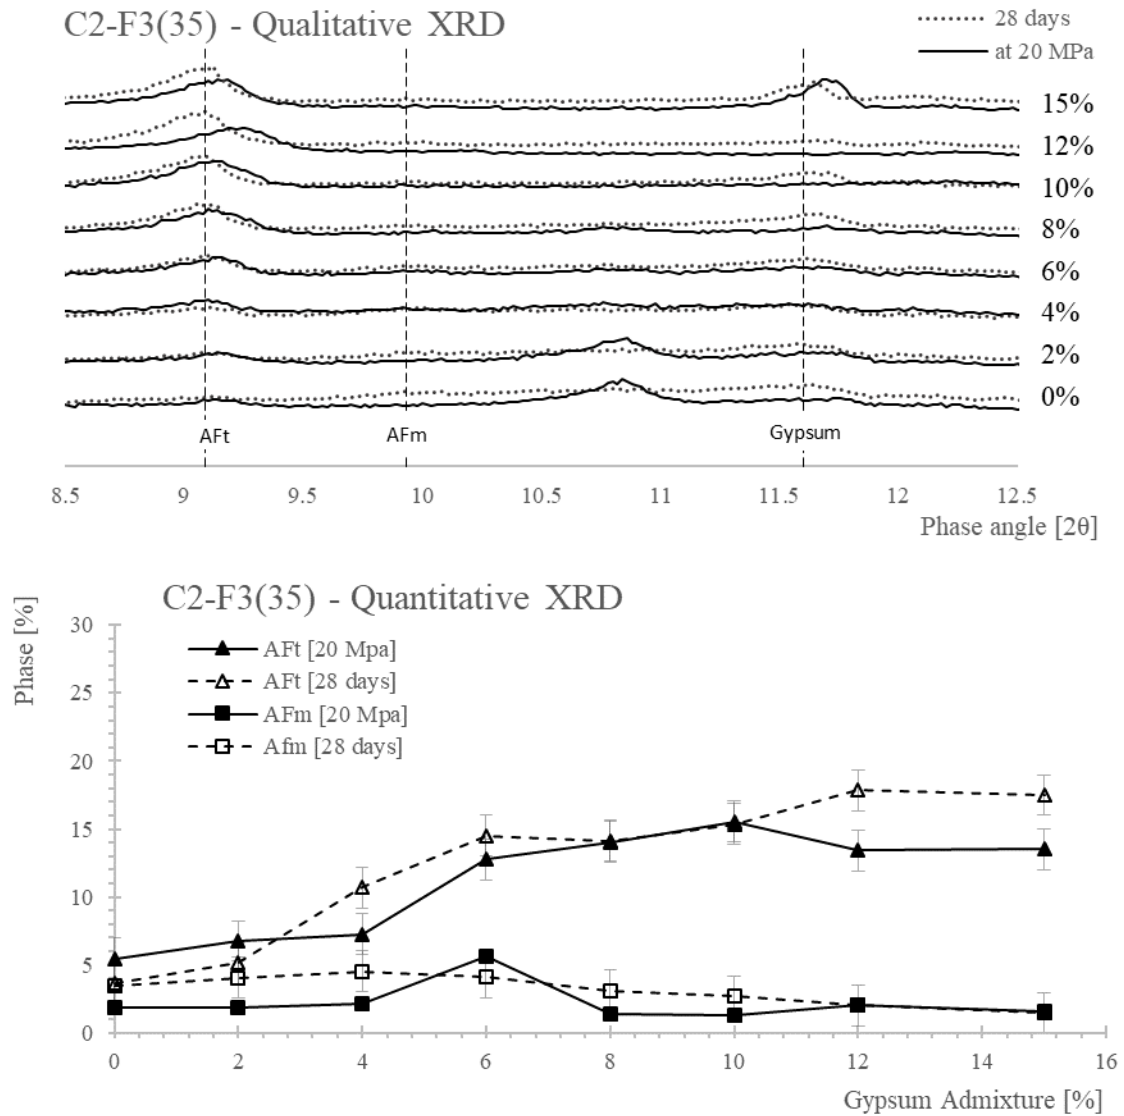 C2-F3(35) - Qualitative XRD
28 days
at 20 MPa
15%
12%
10%
8%
6%
4%
2%
0%
AFt
AFm
Gypsum
8.5 9 9.5 10 10.5 11 11.5 12 12.5
Phase angle [2θ]
C2-F3(35) - Quantitative XRD
Phase [%]
30
25
20
15
10
5
0
AFt [20 Mpa]
AFt [28 days]
AFm [20 Mpa]
Afm [28 days]
0 2 4 6 8 10 12 14 16
Gypsum Admixture [%]